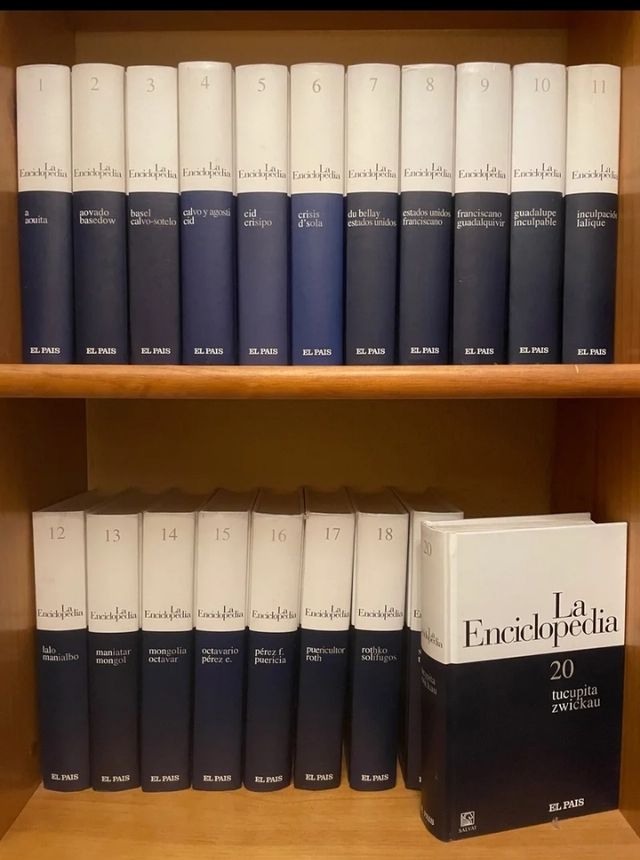 1
La
Enciclopedia
a
aouita
EL PAIS
2
La
Enciclopedia
aovado
basedow
EL PAIS
3
La
Enciclopedia
basel
calvo-sotelo
EL PAIS
4
La
Enciclopedia
calvo y agosti
cid
EL PAIS
5
La
Enciclopedia
cid
crisipo
EL PAIS
6
La
Enciclopedia
crisis
d'sola
EL PAIS
7
La
Enciclopedia
du bellay
estados unidos
EL PAIS
8
La
Enciclopedia
estados unidos
franciscano
EL PAIS
9
La
Enciclopedia
franciscano
guadalquivir
EL PAIS
10
La
Enciclopedia
guadalupe
inculpable
EL PAIS
11
La
Enciclopedia
inculpación
lalique
EL PAIS
12
La
Enciclopedia
lalo
manialbo
EL PAIS
13
La
Enciclopedia
maniatar
mongol
EL PAIS
14
La
Enciclopedia
mongolia
octavar
EL PAIS
15
La
Enciclopedia
octavario
pérez e.
EL PAIS
16
La
Enciclopedia
pérez f.
puericia
EL PAIS
17
La
Enciclopedia
puericultor
roth
EL PAIS
18
La
Enciclopedia
rothko
solífugos
EL PAIS
20
La
Enciclopedia
20
tucupita
zwickau
SALVAT
EL PAIS